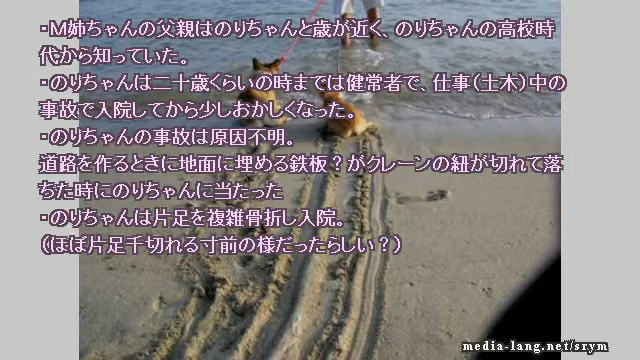 ・M姉ちゃんの父親はのりちゃんと歳が近く、のりちゃんの高校時
代から知っていた。
・のりちゃんは二十歳くらいの時までは健常者で、仕事（土木）中の
事故で入院してから少しおかしくなった。
・のりちゃんの事故は原因不明。
道路を作るときに地面に埋める鉄板？がクレーンの紐が切れて落
ちた時にのりちゃんに当たった
・のりちゃんは片足を複雑骨折し入院。
（ほぼ片足千切れる寸前の様だったらしい？）
media-lang.net/srym